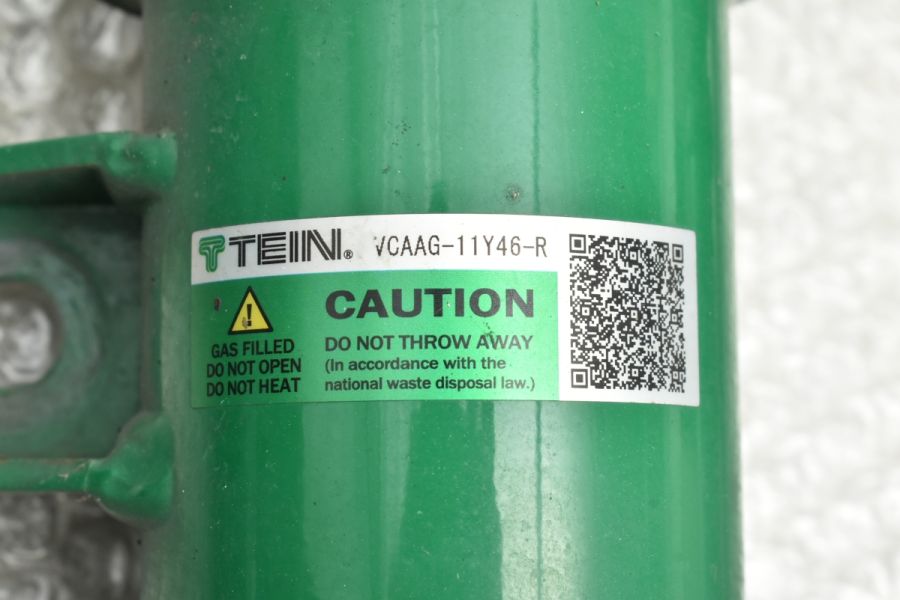 TEIN® VCAAG-11Y46-R
CAUTION
GAS FILLED
DO NOT OPEN
DO NOT HEAT
DO NOT THROW AWAY
(In accordance with the
national waste disposal law.)